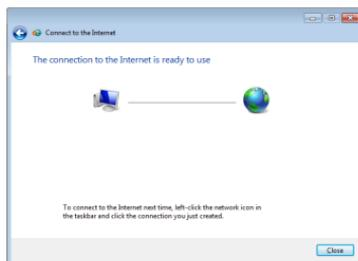 Connect to the Internet
The connection to the Internet is ready to use
To connect to the Internet next time, left-click the network icon in
the taskbar and click the connection you just created.
Close